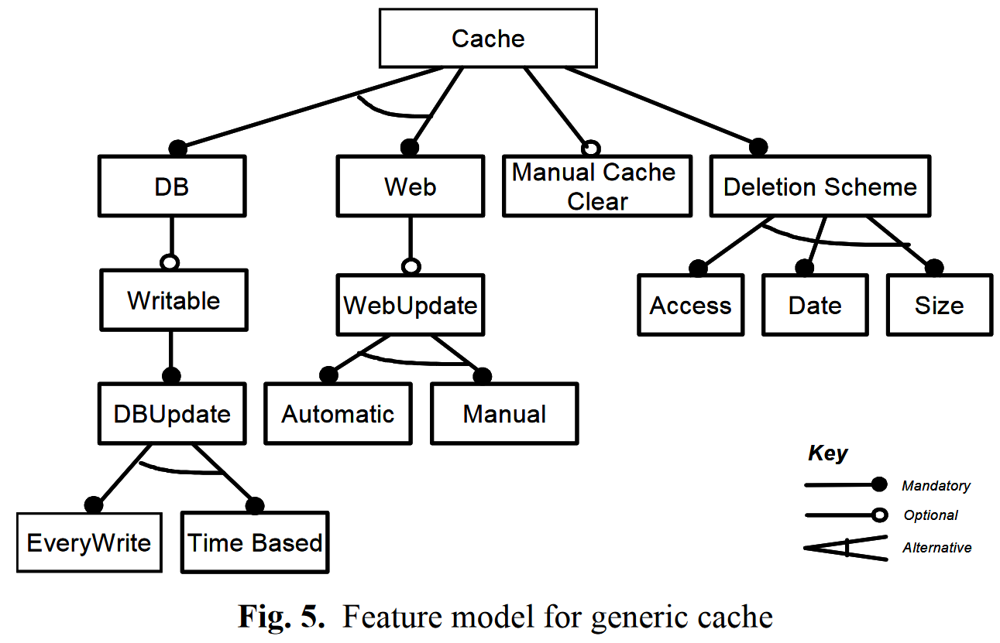 Cache
DB
Web
Manual Cache
Clear
Deletion Scheme
Writable
WebUpdate
Access
Date
Size
DBUpdate
Automatic
Manual
EveryWrite
Time Based
Key
Mandatory
Optional
Alternative
Fig. 5. Feature model for generic cache